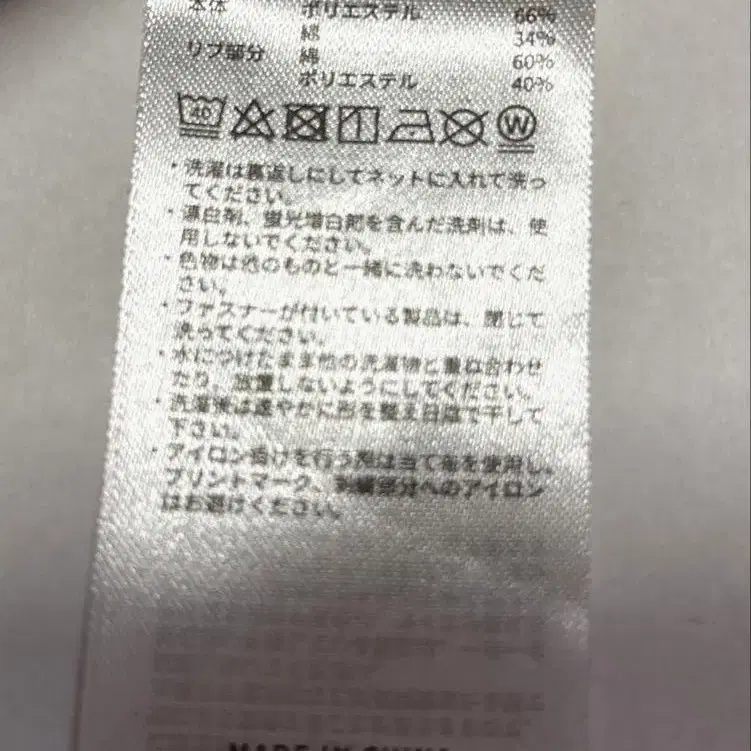 本体 ポリエステル 66%
綿 34%
リブ部分 綿 60%
ポリエステル 40%
40 W
・洗濯は裏返しにしてネットに入れて洗っ
てください。
・漂白剤、蛍光増白剤を含んだ洗剤は、使
用しないでください。
・色物は他のものと一緒に洗わないでくだ
さい。
・ファスナーが付いている製品は、閉じて
洗ってください。
・水につけたまま他の洗濯物と重ね合わせ
たり、放置しないようにしてください。
・洗濯後は速やかに形を整え日陰で干して
下さい。
・アイロン掛けを行う際は当て布を使用し、
プリントマーク、刺繍部分へのアイロン
はお避けください。
MADE IN CHINA